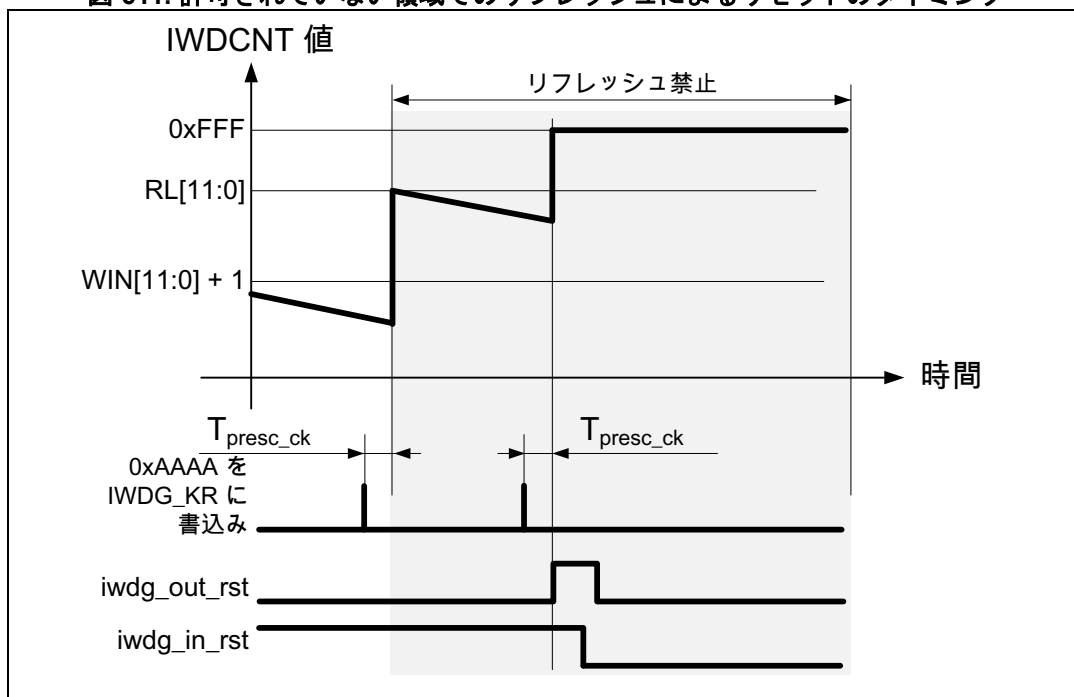 IWDCNT 値
リフレッシュ禁止
0xFFF
RL[11:0]
WIN[11:0] + 1
時間
Tpresc_ck
Tpresc_ck
0xAAAA を
IWDG_KR に
書込み
iwdg_out_rst
iwdg_in_rst